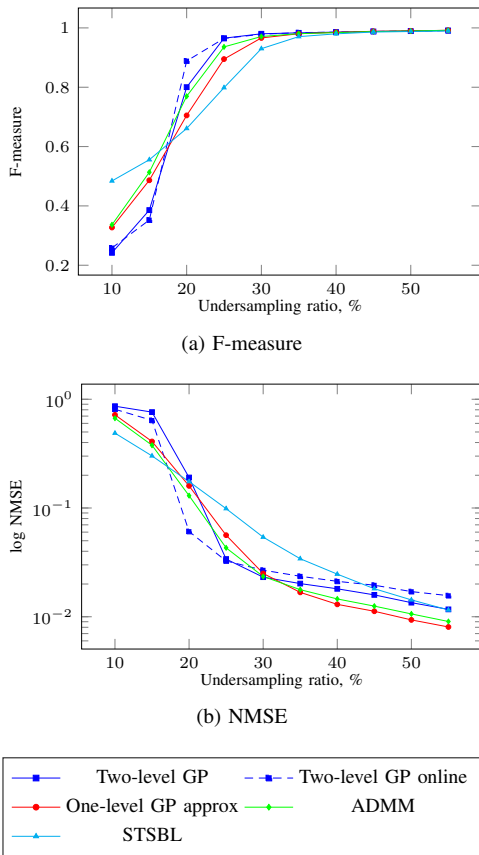 1
0.8
0.6
0.4
0.2
F-measure
10 20 30 40 50
Undersampling ratio, %
(a) F-measure
10^0
10^−1
10^−2
log NMSE
10 20 30 40 50
Undersampling ratio, %
(b) NMSE
Two-level GP Two-level GP online
One-level GP approx ADMM
STSBL